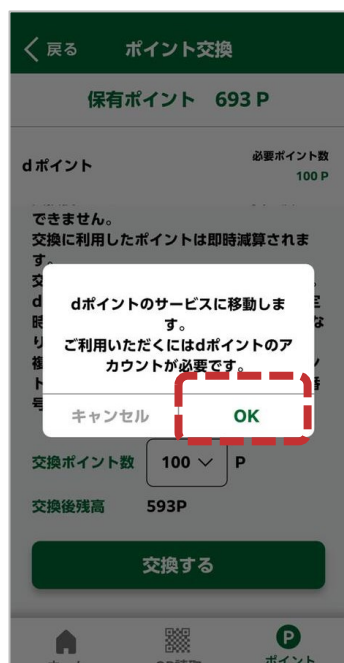 戻る ポイント交換
保有ポイント 693 P
dポイント
必要ポイント数
100 P
できません。
交換に利用したポイントは即時減算されま
す。
dポイントのサービスに移動しま
す。
ご利用いただくにはdポイントのア
カウントが必要です。
キャンセル OK
交換ポイント数 100 P
交換後残高 593P
交換する
P
ポイント